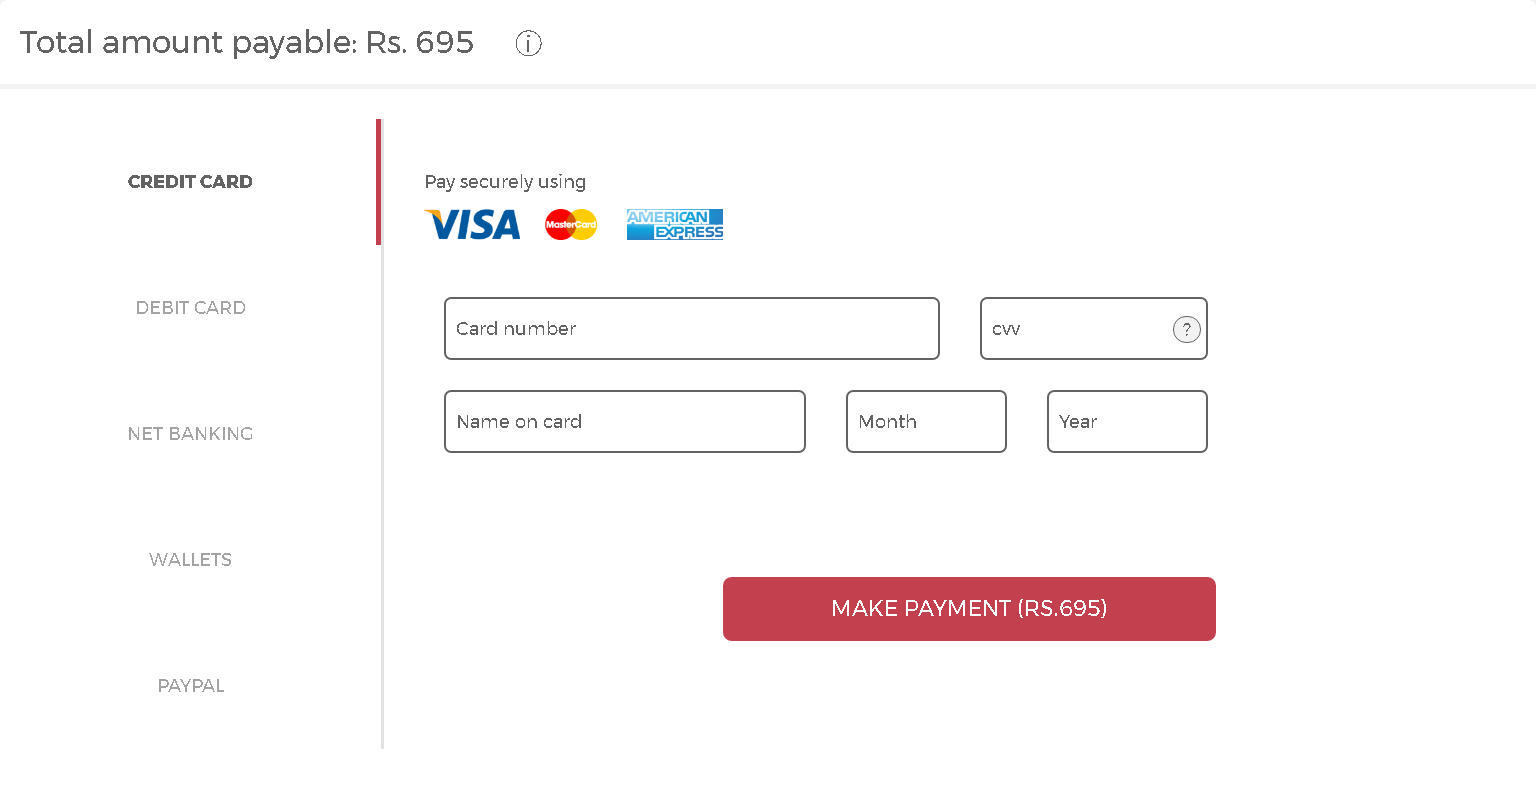 Total amount payable: Rs. 695 i
CREDIT CARD
DEBIT CARD
NET BANKING
WALLETS
PAYPAL
Pay securely using
VISA MasterCard AMERICAN EXPRESS
Card number
cvv ?
Name on card
Month
Year
MAKE PAYMENT (RS.695)